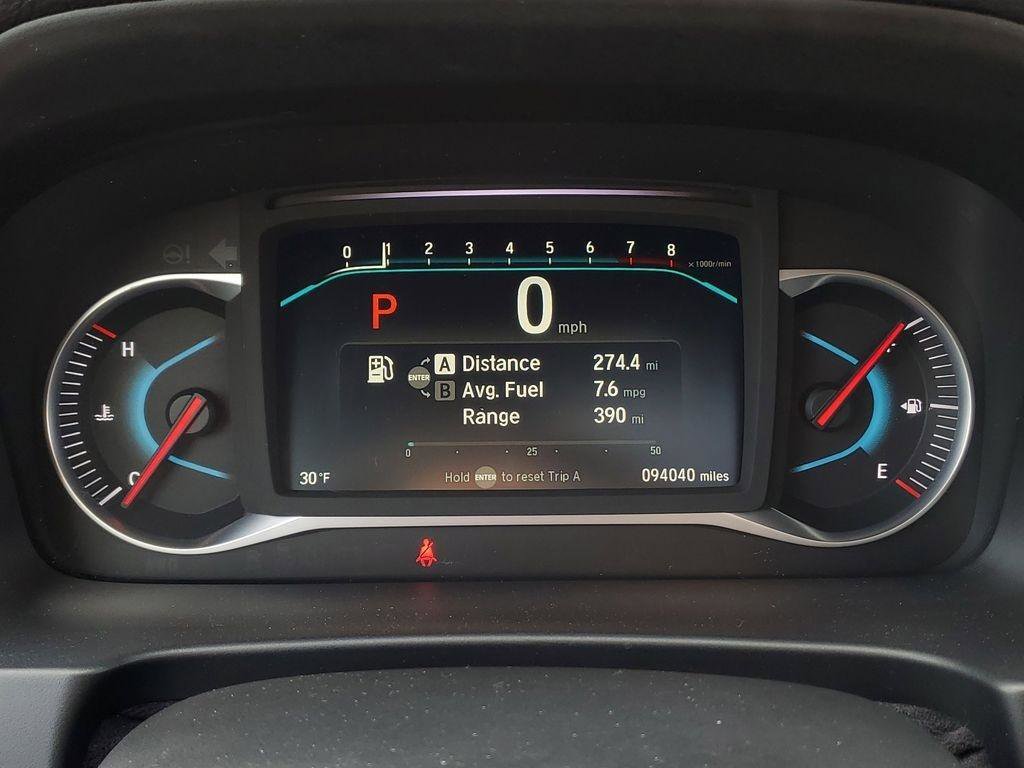 0 1 2 3 4 5 6 7 8 x1000r/min
P 0 mph
H
A Distance 274.4 mi
ENTER
B Avg. Fuel 7.6 mpg
Range 390 mi
0 25 50
C
E
30°F Hold ENTER to reset Trip A 094040 miles